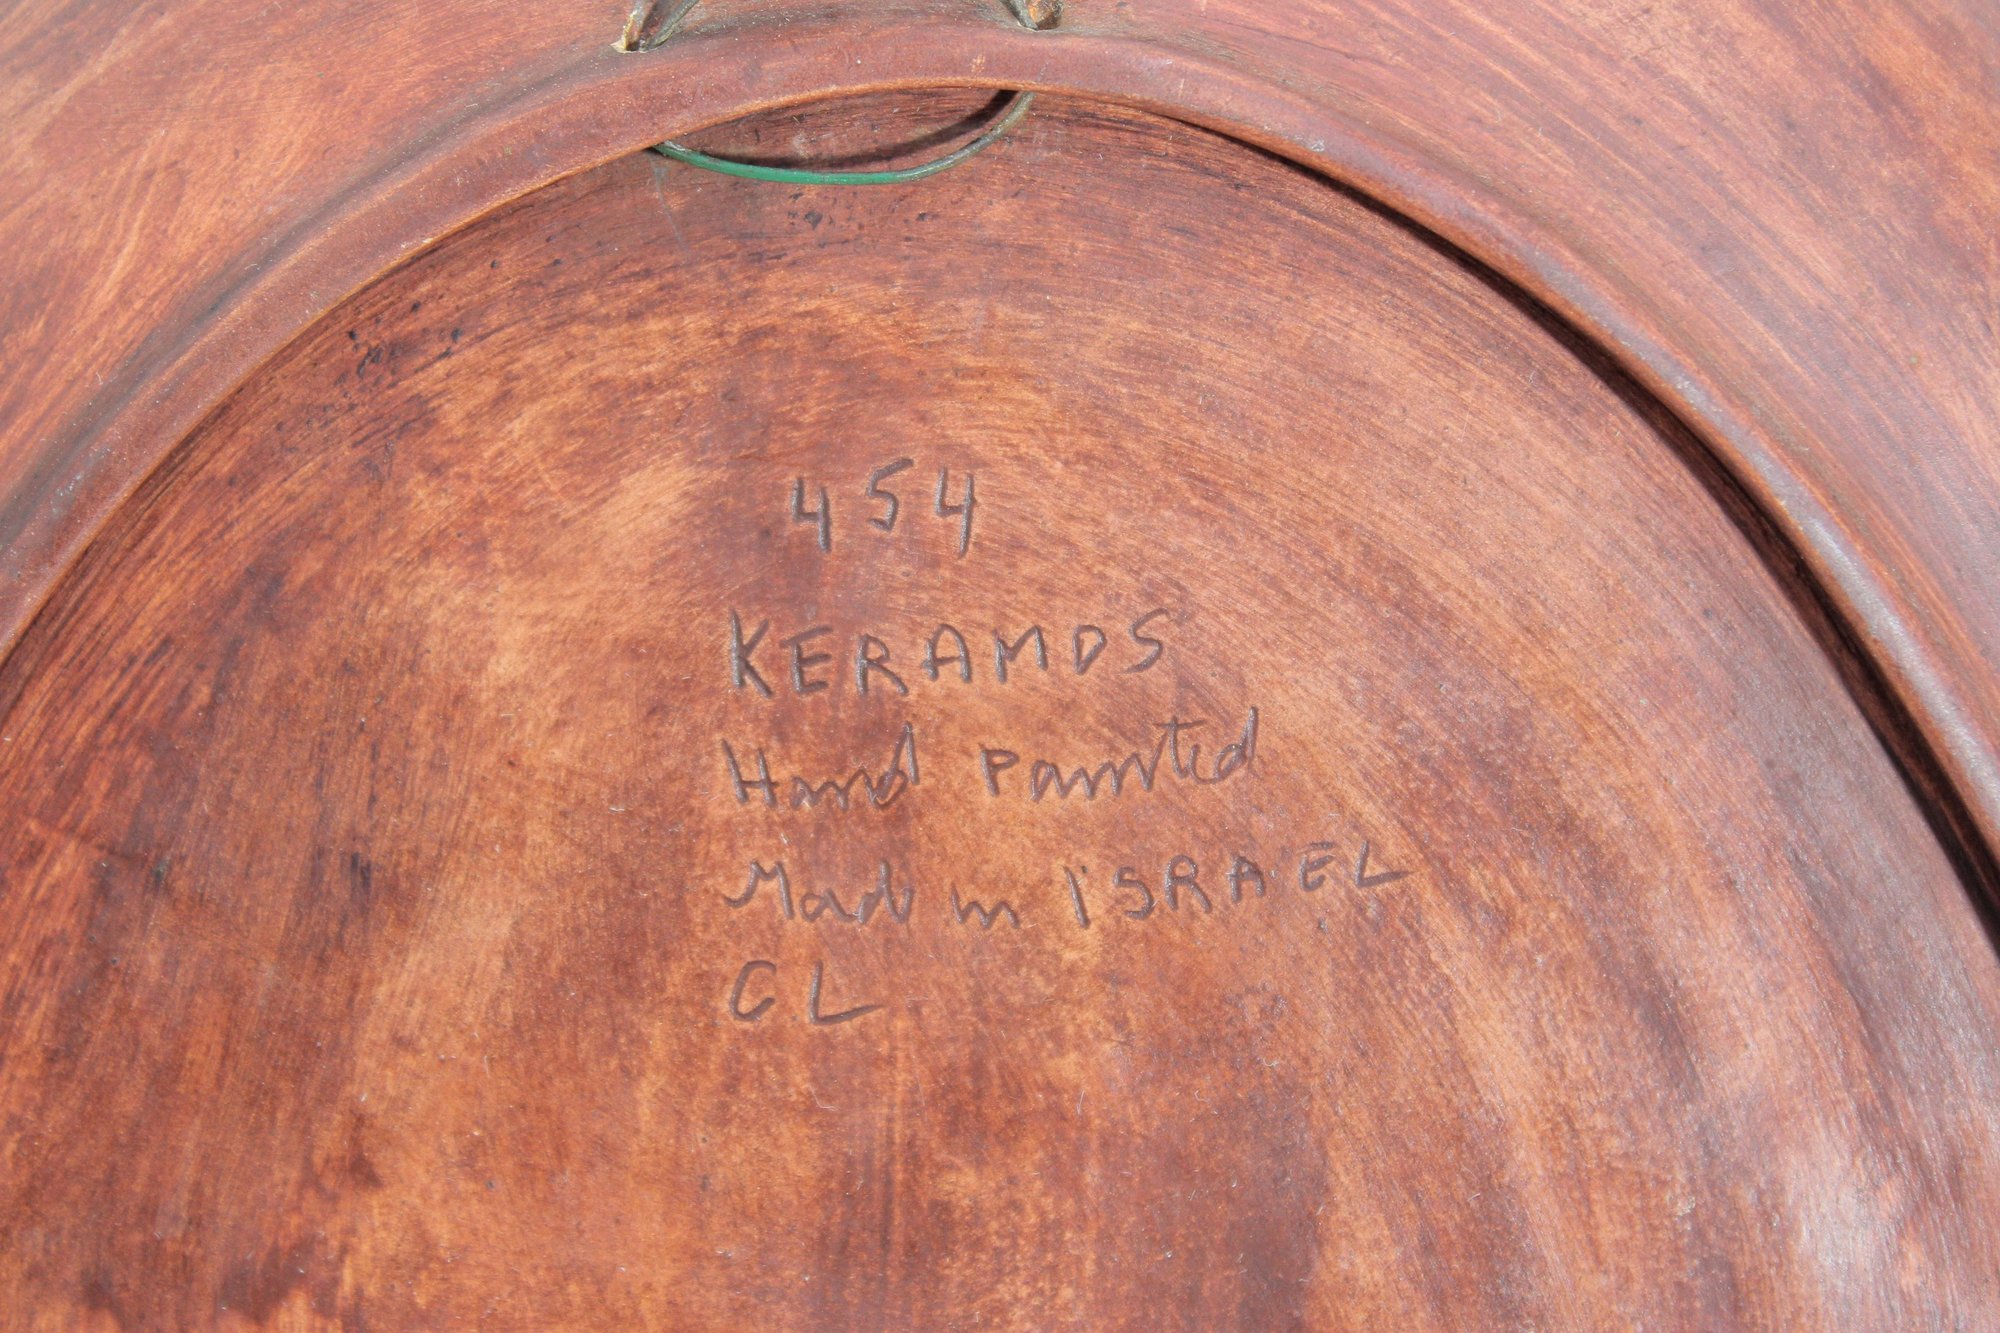 454
KERAMOS
Hand Painted
Made in ISRAEL
CL